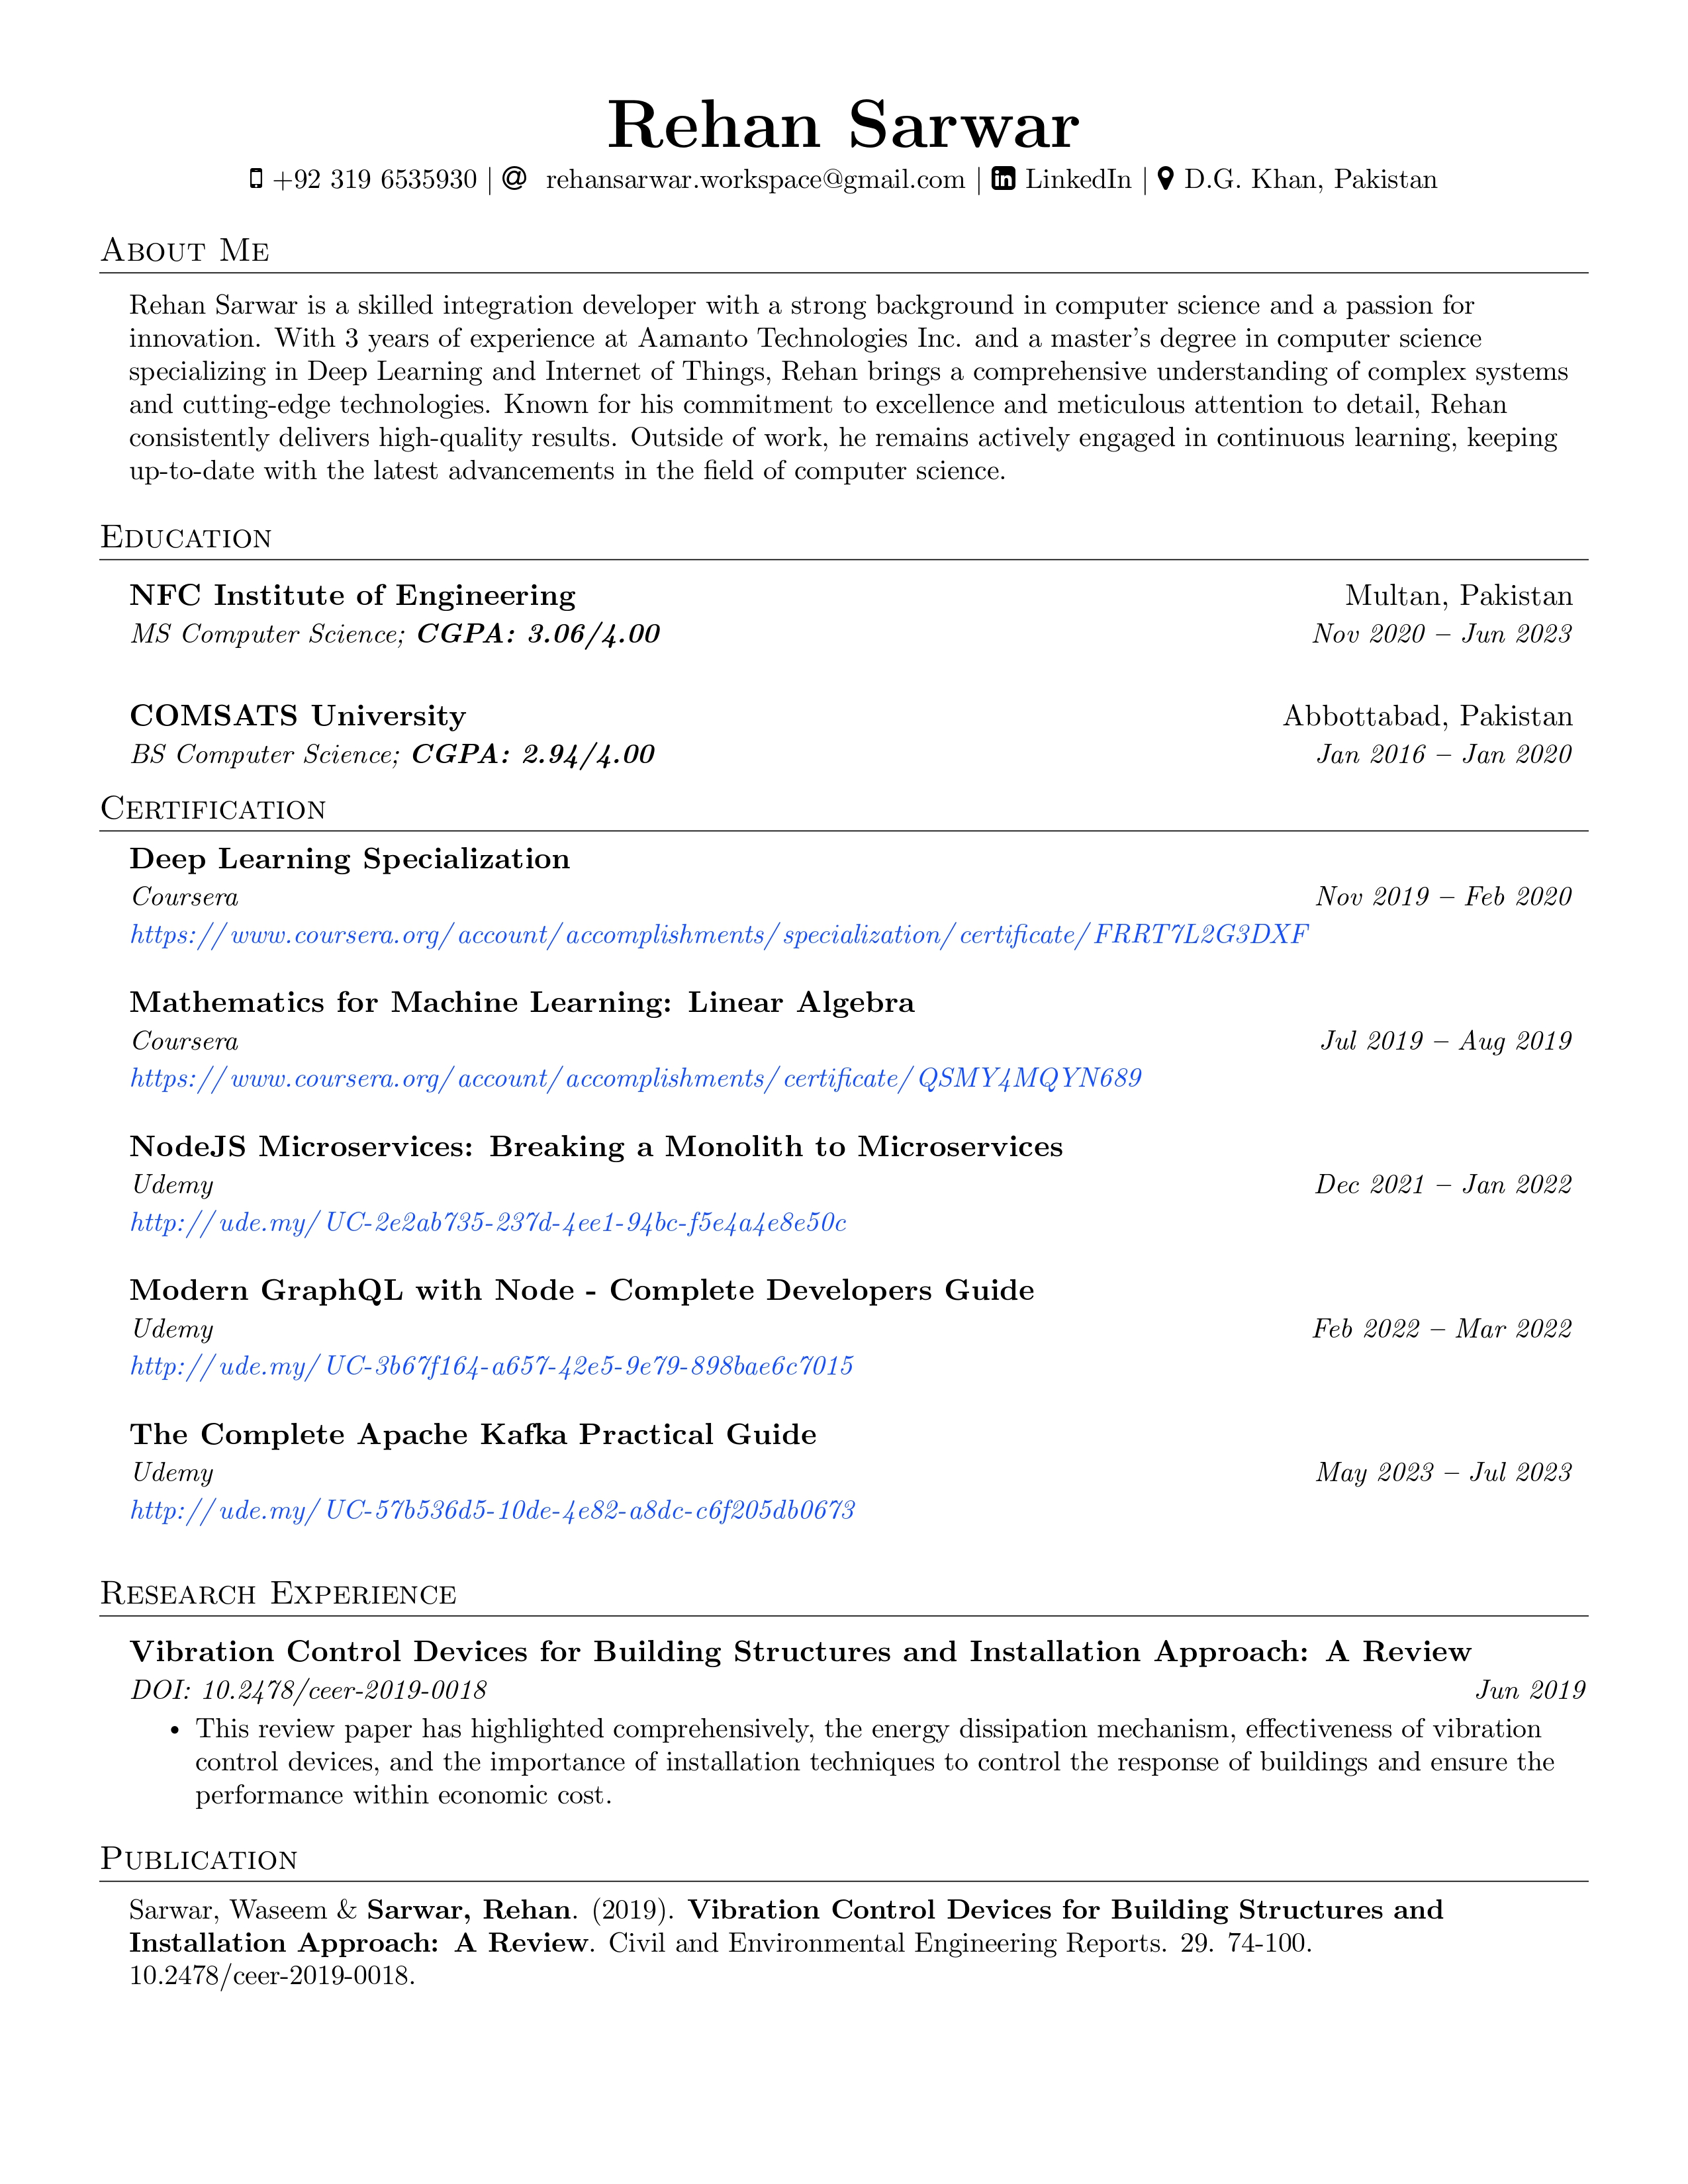 Rehan Sarwar
+92 319 6535930 | @ rehansarwar.workspace@gmail.com | in LinkedIn | D.G. Khan, Pakistan
About Me
Rehan Sarwar is a skilled integration developer with a strong background in computer science and a passion for
innovation. With 3 years of experience at Aamanto Technologies Inc. and a master's degree in computer science
specializing in Deep Learning and Internet of Things, Rehan brings a comprehensive understanding of complex systems
and cutting-edge technologies. Known for his commitment to excellence and meticulous attention to detail, Rehan
consistently delivers high-quality results. Outside of work, he remains actively engaged in continuous learning, keeping
up-to-date with the latest advancements in the field of computer science.
Education
NFC Institute of Engineering Multan, Pakistan
MS Computer Science; CGPA: 3.06/4.00 Nov 2020 – Jun 2023
COMSATS University Abbottabad, Pakistan
BS Computer Science; CGPA: 2.94/4.00 Jan 2016 – Jan 2020
Certification
Deep Learning Specialization
Coursera Nov 2019 – Feb 2020
https://www.coursera.org/account/accomplishments/specialization/certificate/FRRT7L2G3DXF
Mathematics for Machine Learning: Linear Algebra
Coursera Jul 2019 – Aug 2019
https://www.coursera.org/account/accomplishments/certificate/QSMY4MQYN689
NodeJS Microservices: Breaking a Monolith to Microservices
Udemy Dec 2021 – Jan 2022
http://ude.my/UC-2e2ab735-237d-4ee1-94bc-f5e4a4e8e50c
Modern GraphQL with Node - Complete Developers Guide
Udemy Feb 2022 – Mar 2022
http://ude.my/UC-3b67f164-a657-42e5-9e79-898bae6c7015
The Complete Apache Kafka Practical Guide
Udemy May 2023 – Jul 2023
http://ude.my/UC-57b536d5-10de-4e82-a8dc-c6f205db0673
Research Experience
Vibration Control Devices for Building Structures and Installation Approach: A Review
DOI: 10.2478/ceer-2019-0018 Jun 2019
• This review paper has highlighted comprehensively, the energy dissipation mechanism, effectiveness of vibration
control devices, and the importance of installation techniques to control the response of buildings and ensure the
performance within economic cost.
Publication
Sarwar, Waseem & Sarwar, Rehan. (2019). Vibration Control Devices for Building Structures and
Installation Approach: A Review. Civil and Environmental Engineering Reports. 29. 74-100.
10.2478/ceer-2019-0018.